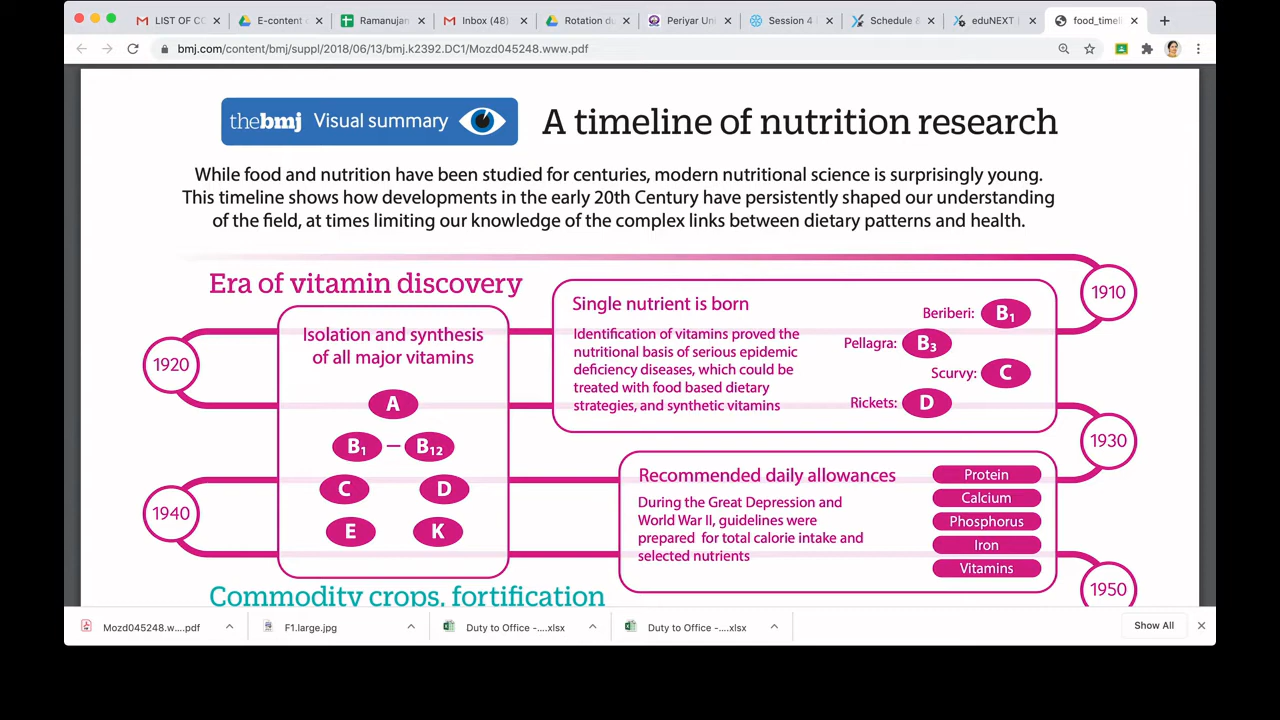 LIST OF CO
E-content
Ramanujan
Inbox (48)
Rotation du
Periyar Uni
Session 4
Schedule &
eduNEXT
food_timeli
bmj.com/content/bmj/suppl/2018/06/13/bmj.k2392.DC1/Mozd045248.www.pdf
thebmj Visual summary
A timeline of nutrition research
While food and nutrition have been studied for centuries, modern nutritional science is surprisingly young.
This timeline shows how developments in the early 20th Century have persistently shaped our understanding
of the field, at times limiting our knowledge of the complex links between dietary patterns and health.
Era of vitamin discovery
1910
Single nutrient is born
Identification of vitamins proved the
nutritional basis of serious epidemic
deficiency diseases, which could be
treated with food based dietary
strategies, and synthetic vitamins
Beriberi: B1
Pellagra: B3
Scurvy: C
Rickets: D
1920
Isolation and synthesis
of all major vitamins
A
B1 – B12
C D
E K
1930
Recommended daily allowances
During the Great Depression and
World War II, guidelines were
prepared for total calorie intake and
selected nutrients
Protein
Calcium
Phosphorus
Iron
Vitamins
1940
1950
Commodity crops, fortification
Mozd045248.w....pdf
F1.large.jpg
Duty to Office -....xlsx
Duty to Office -....xlsx
Show All